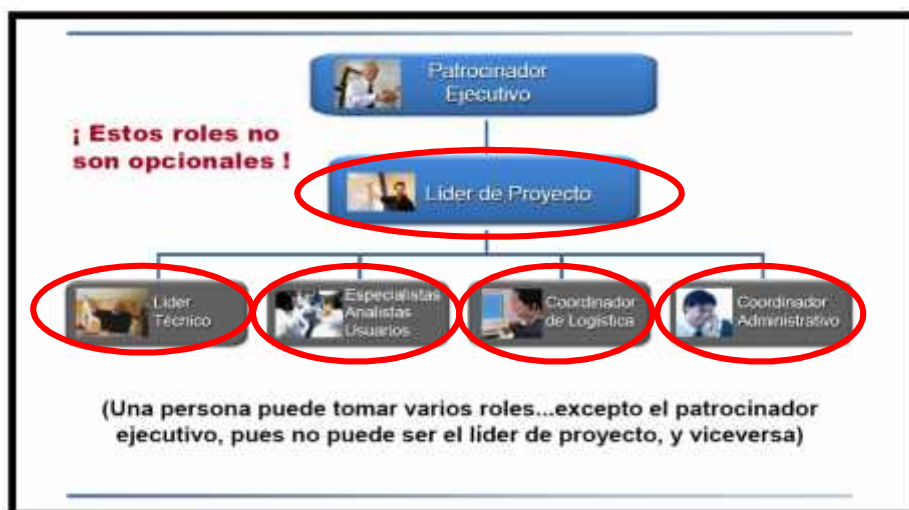 Patrocinador
Ejecutivo
¡ Estos roles no
son opcionales !
Líder de Proyecto
Líder
Técnico
Especialistas
Analistas
Usuarios
Coordinador
de Logística
Coordinador
Administrativo
(Una persona puede tomar varios roles...excepto el patrocinador
ejecutivo, pues no puede ser el líder de proyecto, y viceversa)